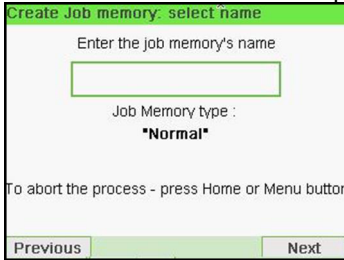 Create Job memory: select name
Enter the job memory's name
Job Memory type :
"Normal"
To abort the process - press Home or Menu button
Previous
Next